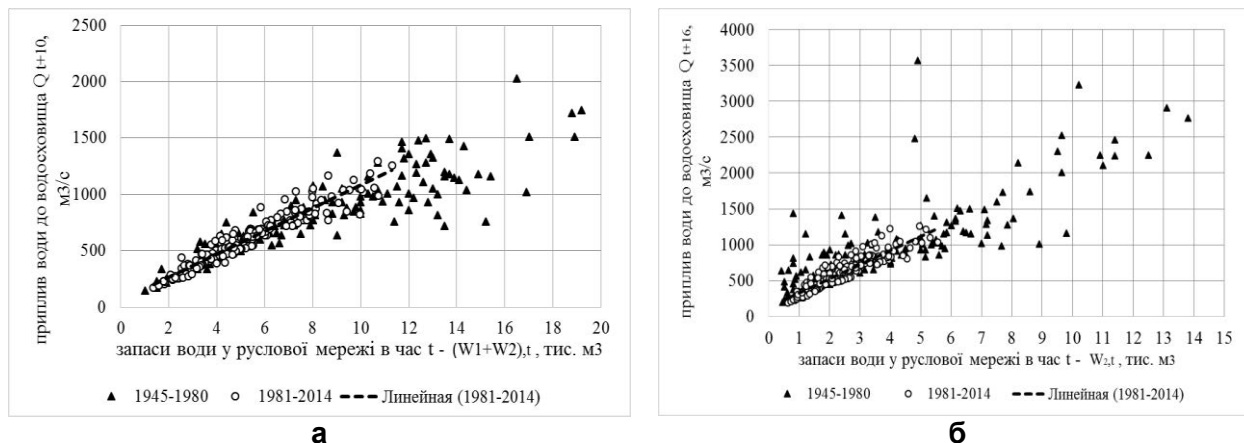 приплив води до водосховища Q t+10,
м3/с
2500
2000
1500
1000
500
0
0 2 4 6 8 10 12 14 16 18 20
запаси води у руслової мережі в час t - (W1+W2),t , тис. м3
▲ 1945-1980 ○ 1981-2014 Линейная (1981-2014)
а
приплив води до водосховища Q t+16,
м3/с
4000
3500
3000
2500
2000
1500
1000
500
0
0 1 2 3 4 5 6 7 8 9 10 11 12 13 14 15
запаси води у руслової мережі в час t - W2,t , тис. м3
▲ 1945-1980 ○ 1981-2014 Линейная (1981-2014)
б